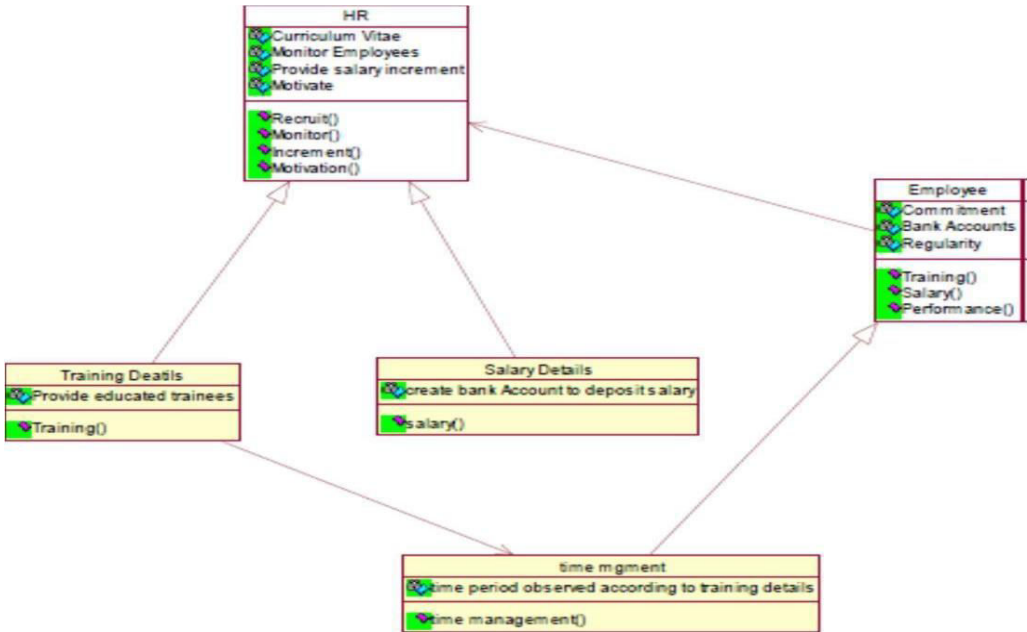 HR
Curriculum Vitae
Monitor Employees
Provide salary increment
Motivate
Recruit()
Monitor()
Increment()
Motivation()
Employee
Commitment
Bank Accounts
Regularity
Training()
Salary()
Performance()
Training Deatils
Provide educated trainees
Training()
Salary Details
create bank Account to deposit salary
salary()
time mgment
time period observed according to training details
time management()